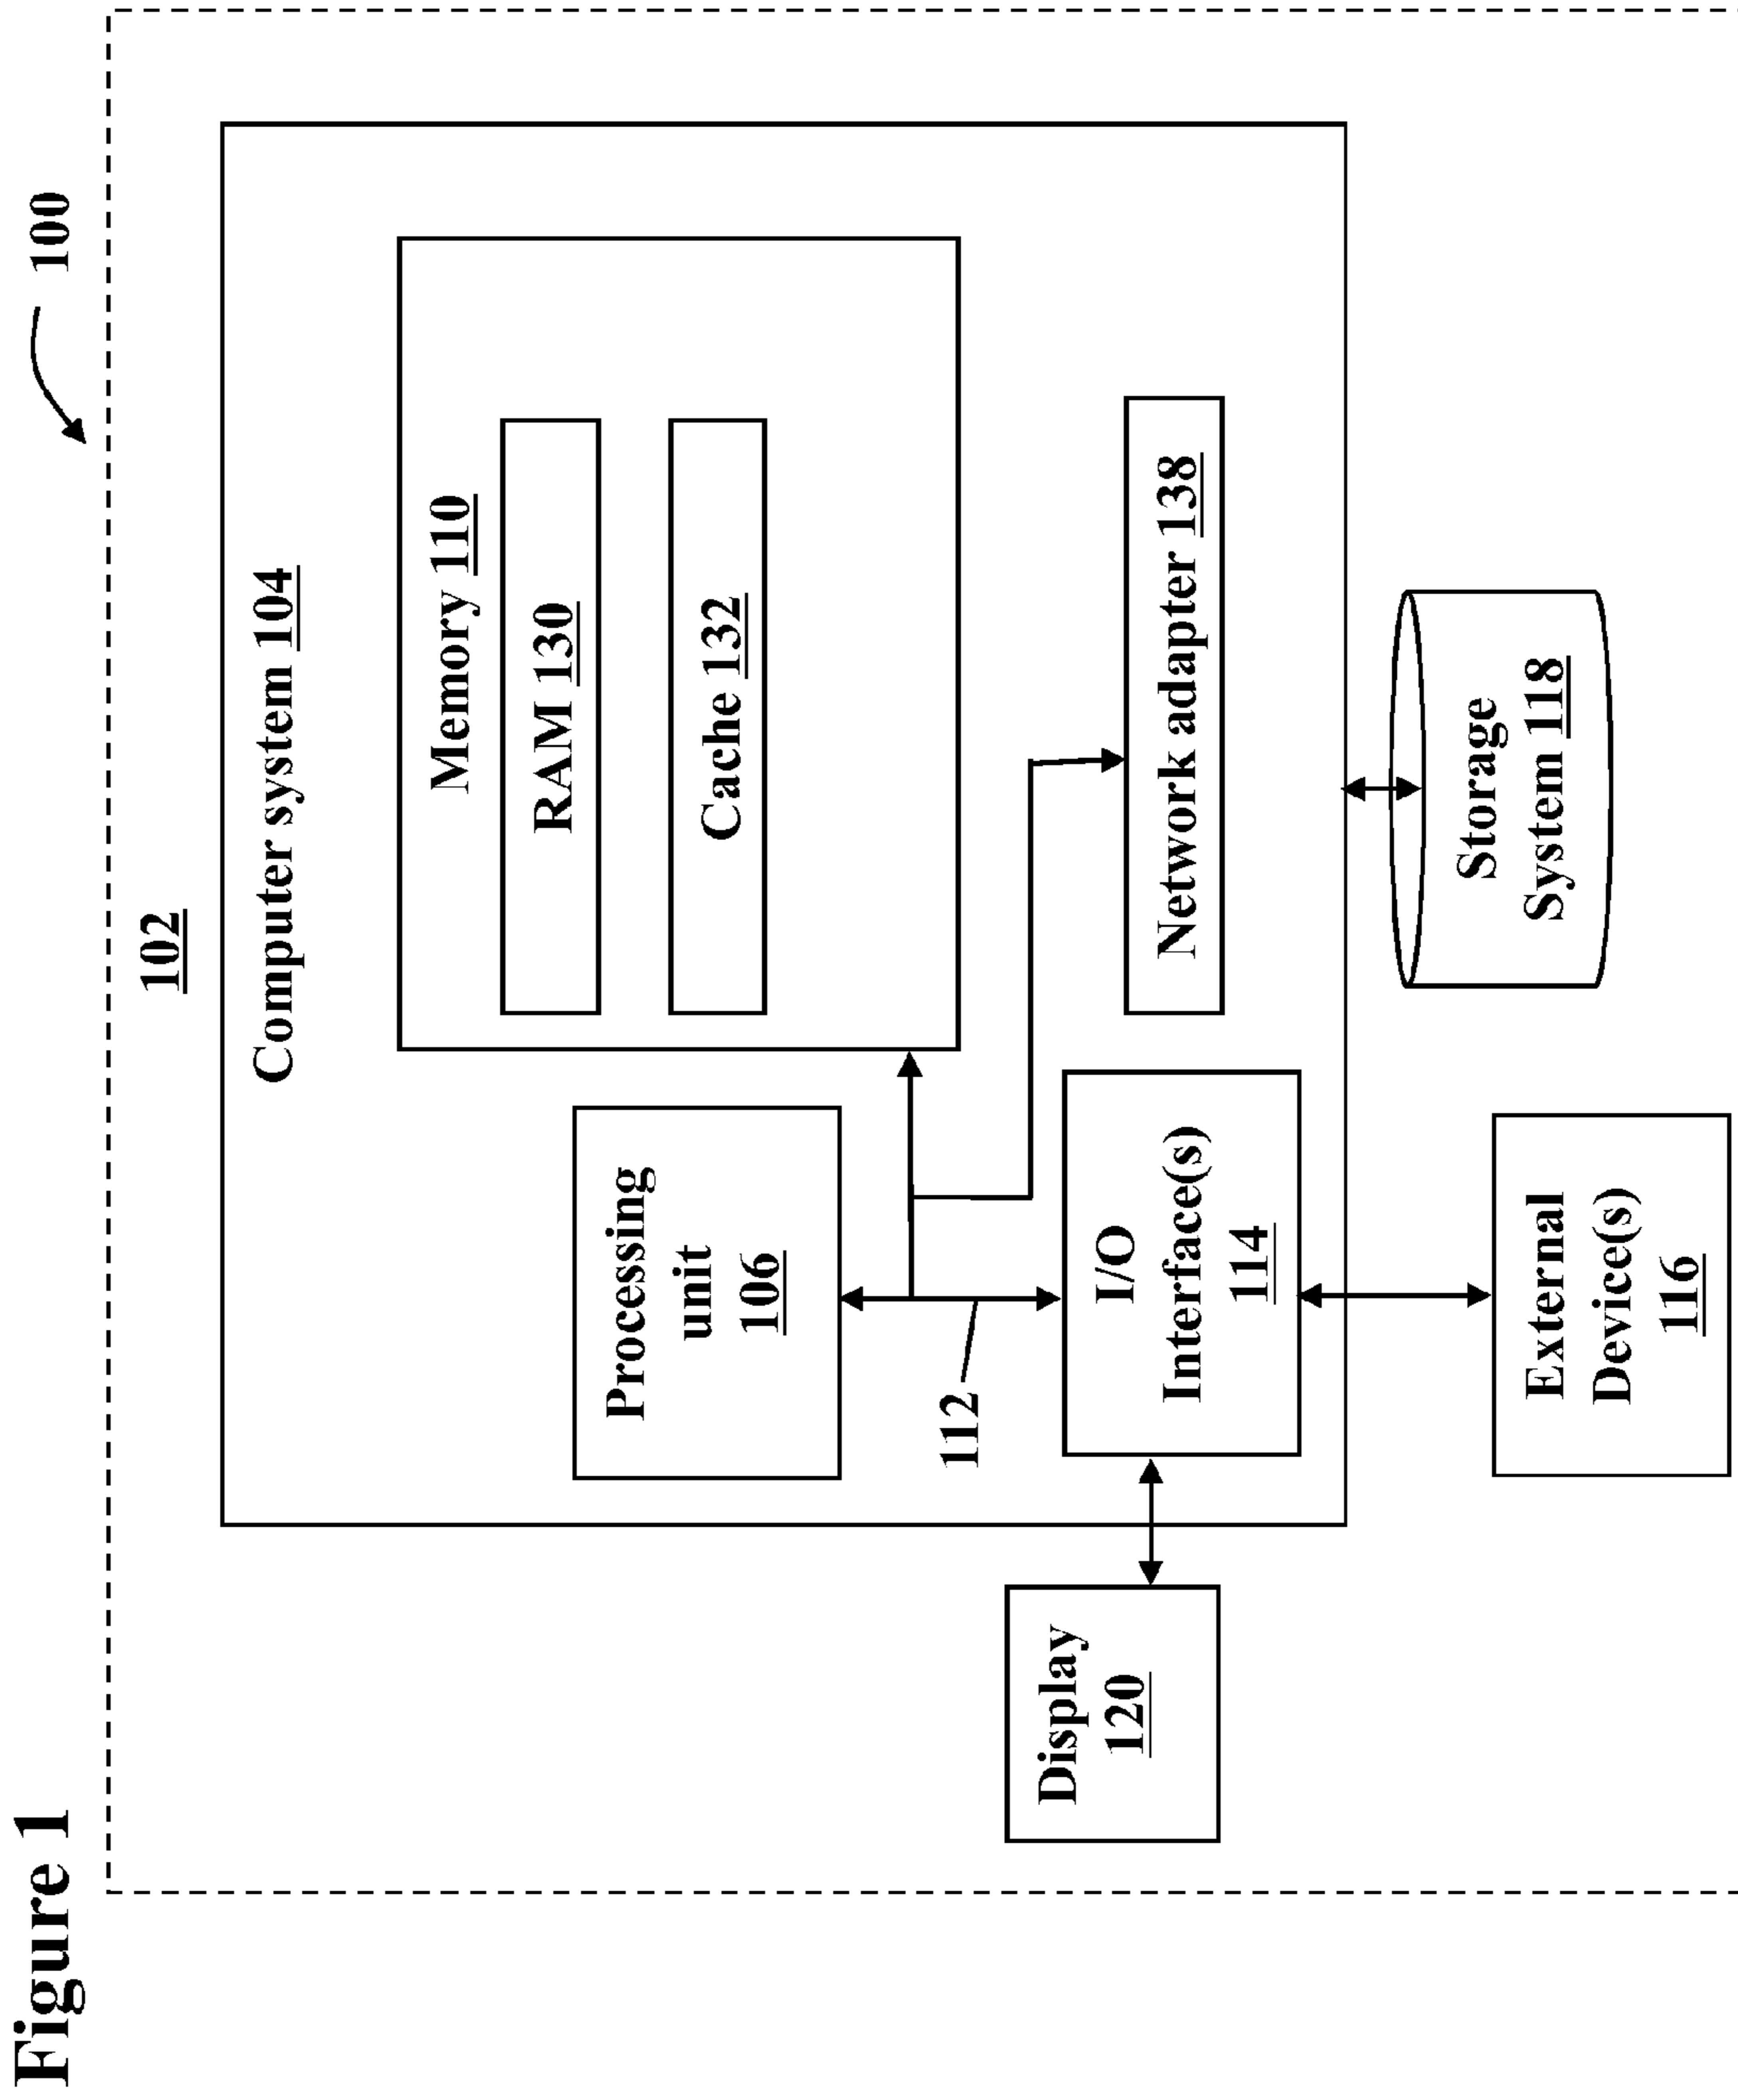 Figure 1
100
102
Computer system 104
Memory 110
RAM 130
Cache 132
Processing
unit
106
112
I/O
Interface(s)
114
Network adapter 138
Display
120
External
Device(s)
116
Storage
System 118